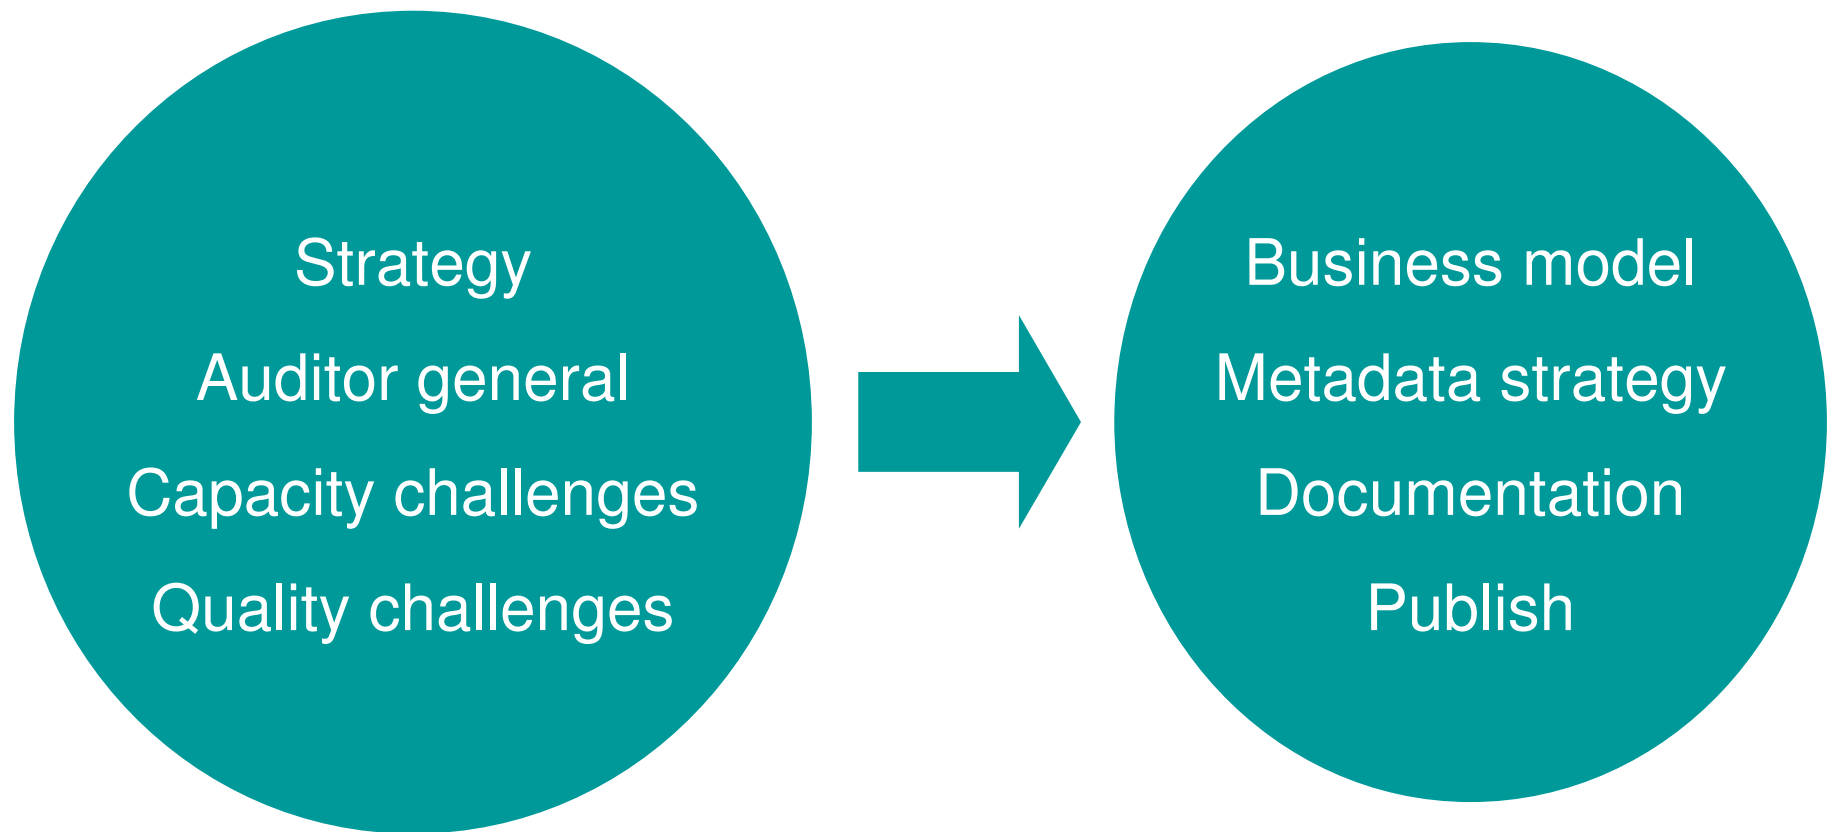 Strategy
Auditor general
Capacity challenges
Quality challenges
Business model
Metadata strategy
Documentation
Publish